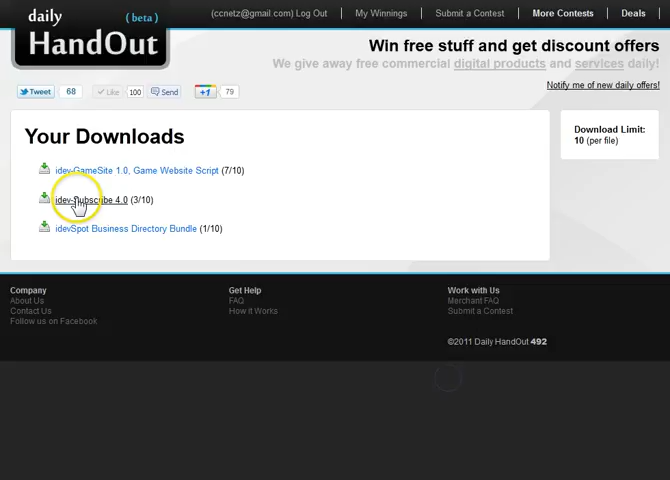 daily (beta)
HandOut
(ccnetz@gmail.com) Log Out | My Winnings | Submit a Contest | More Contests | Deals
Win free stuff and get discount offers
We give away free commercial digital products and services daily!
Tweet 68 Like 100 Send +1 79
Notify me of new daily offers!
Your Downloads
Download Limit:
10 (per file)
idev-GameSite 1.0, Game Website Script (7/10)
idev-Subscribe 4.0 (3/10)
idevSpot Business Directory Bundle (1/10)
Company
About Us
Contact Us
Follow us on Facebook
Get Help
FAQ
How it Works
Work with Us
Merchant FAQ
Submit a Contest
©2011 Daily HandOut 492